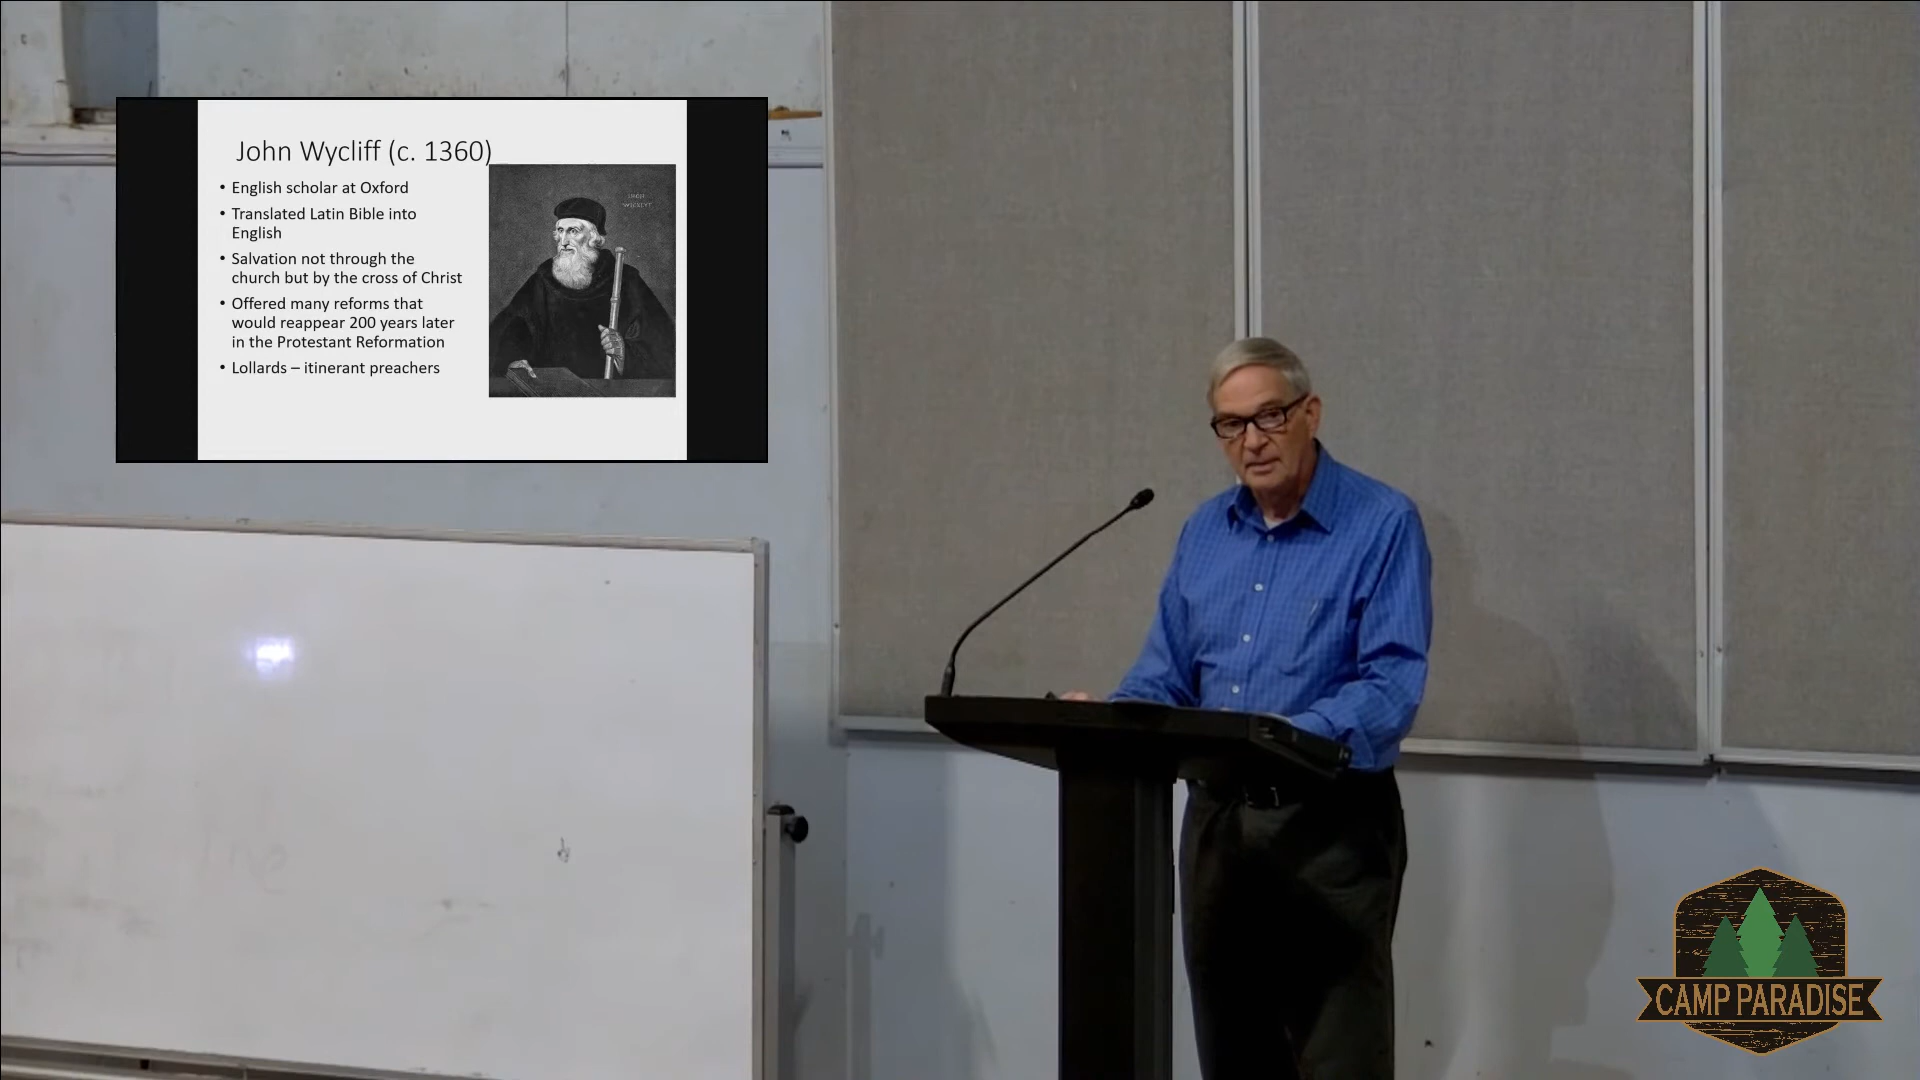 John Wycliff (c. 1360)
• English scholar at Oxford
• Translated Latin Bible into
English
• Salvation not through the
church but by the cross of Christ
• Offered many reforms that
would reappear 200 years later
in the Protestant Reformation
• Lollards – itinerant preachers
CAMP PARADISE